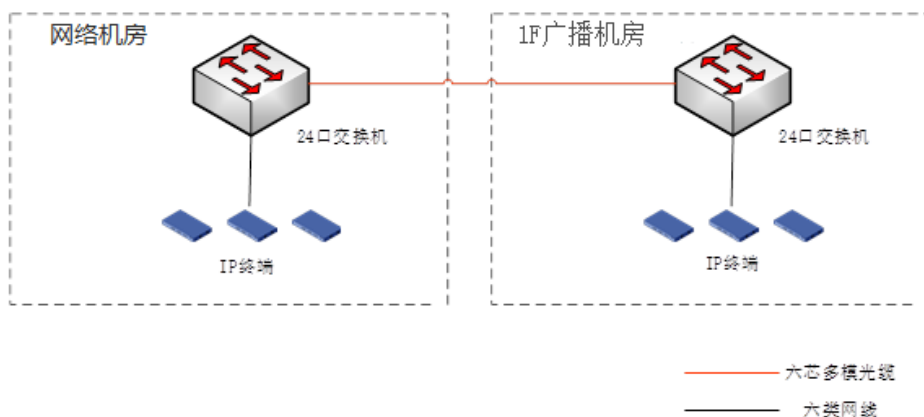 网络机房
1F广播机房
24口交换机
24口交换机
IP终端
IP终端
六芯多模光缆
六类网线